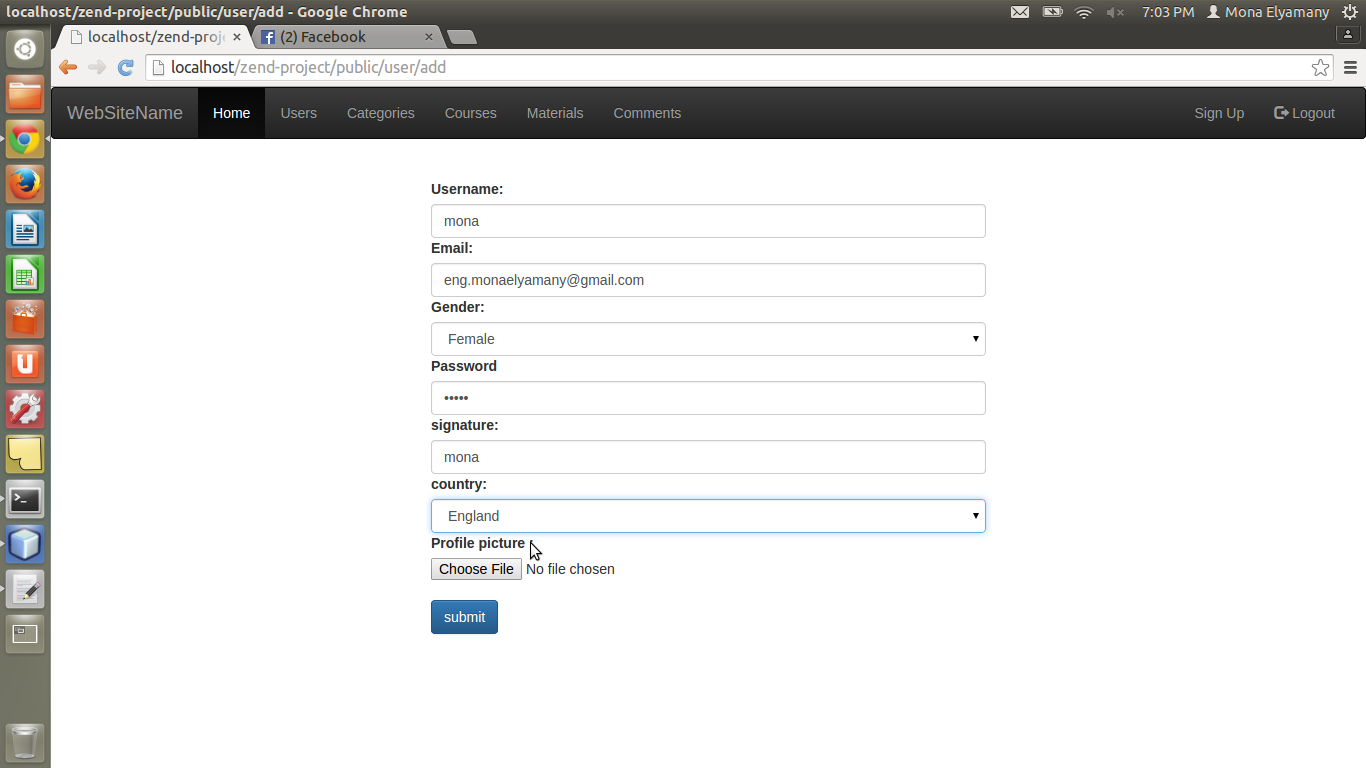 localhost/zend-project/public/user/add - Google Chrome
7:03 PM Mona Elyamany
localhost/zend-proj
(2) Facebook
localhost/zend-project/public/user/add
WebSiteName Home Users Categories Courses Materials Comments Sign Up Logout
Username:
mona
Email:
eng.monaelyamany@gmail.com
Gender:
Female
Password
•••••
signature:
mona
country:
England
Profile picture
Choose File No file chosen
submit